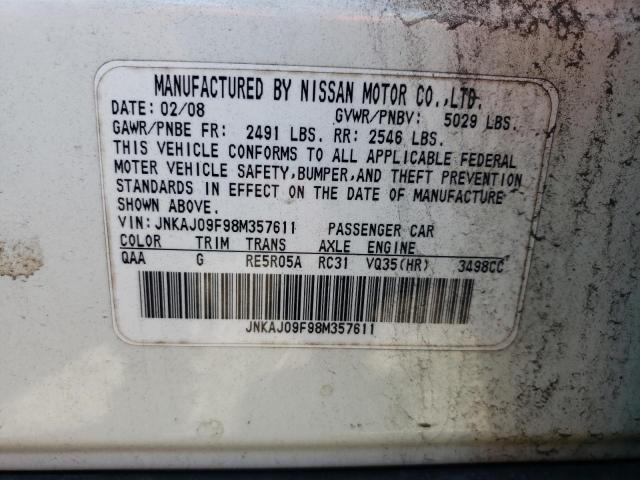 MANUFACTURED BY NISSAN MOTOR CO.,LTD.
DATE: 02/08 GVWR/PNBV: 5029 LBS.
GAWR/PNBE FR: 2491 LBS. RR: 2546 LBS.
THIS VEHICLE CONFORMS TO ALL APPLICABLE FEDERAL
MOTER VEHICLE SAFETY,BUMPER,AND THEFT PREVENTION
STANDARDS IN EFFECT ON THE DATE OF MANUFACTURE
SHOWN ABOVE.
VIN:JNKAJ09F98M357611 PASSENGER CAR
COLOR TRIM TRANS AXLE ENGINE
QAA G RE5R05A RC31 VQ35(HR) 3498CC
JNKAJ09F98M357611